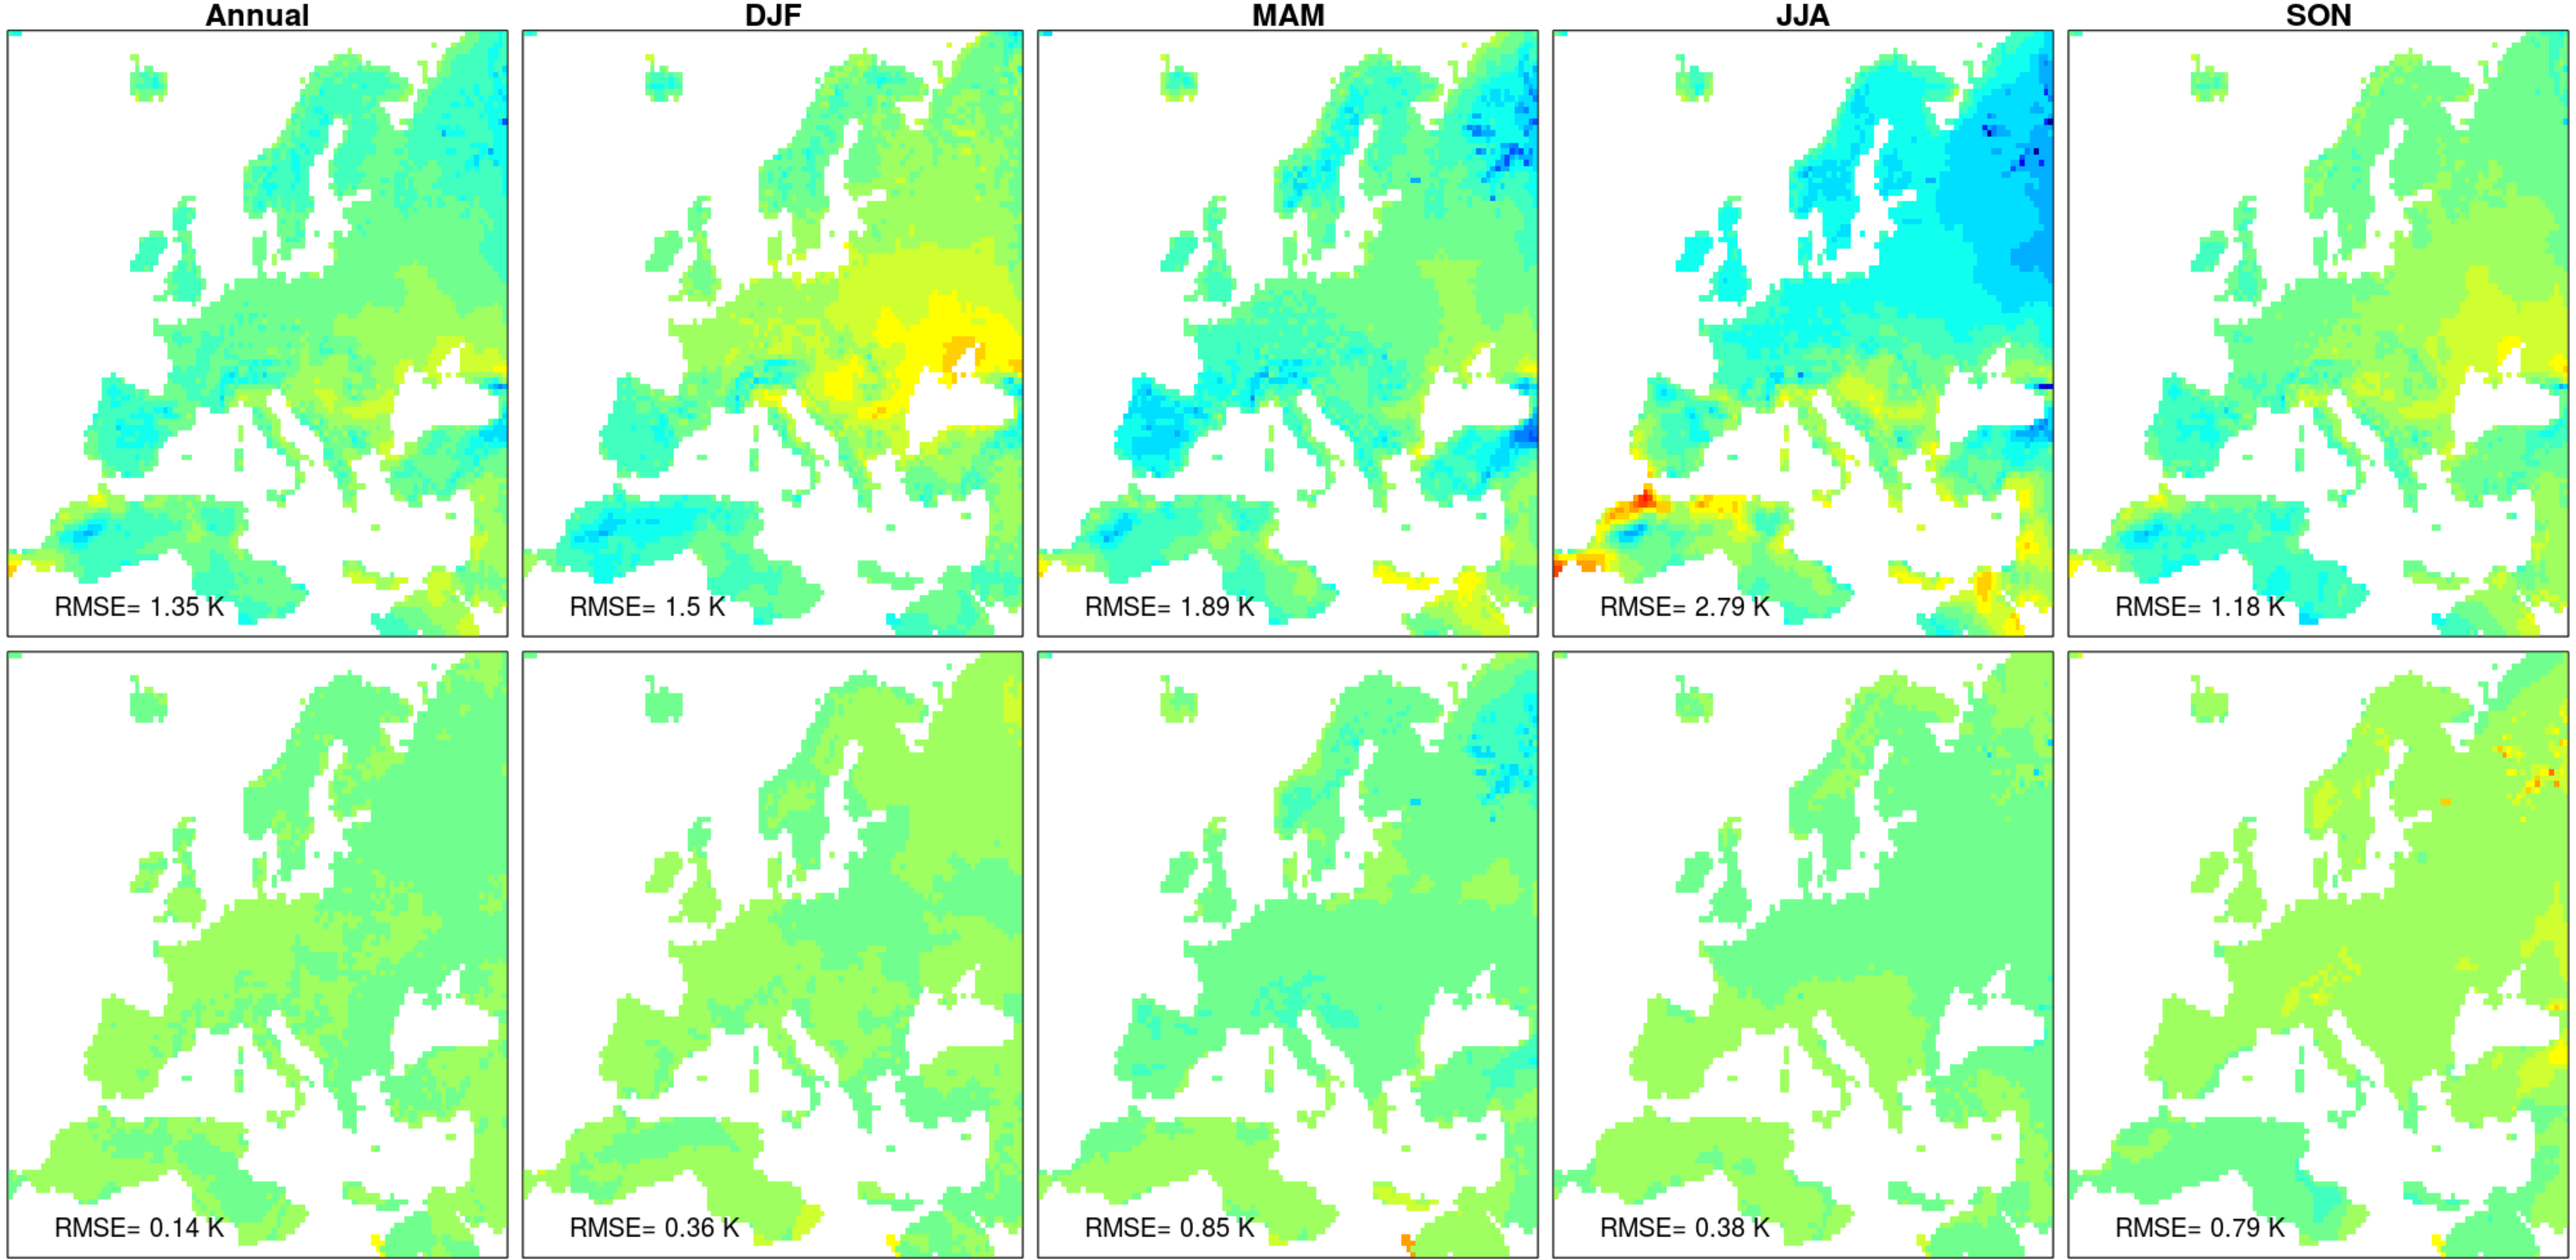 Annual DJF MAM JJA SON
RMSE= 1.35 K RMSE= 1.5 K RMSE= 1.89 K RMSE= 2.79 K RMSE= 1.18 K
RMSE= 0.14 K RMSE= 0.36 K RMSE= 0.85 K RMSE= 0.38 K RMSE= 0.79 K